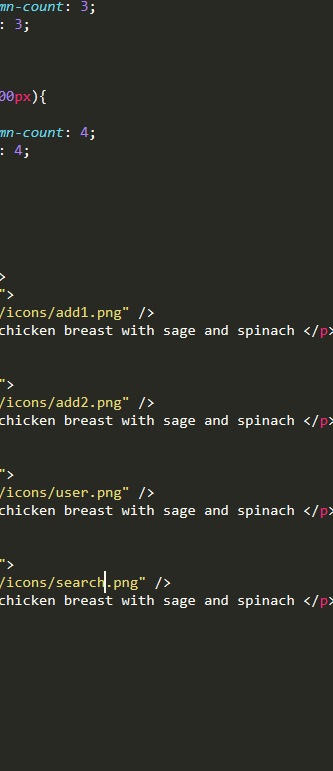 mn-count: 3;
: 3;
00px){
mn-count: 4;
: 4;
>
">
/icons/add1.png" />
chicken breast with sage and spinach </p>
">
/icons/add2.png" />
chicken breast with sage and spinach </p>
">
/icons/user.png" />
chicken breast with sage and spinach </p>
">
/icons/search.png" />
chicken breast with sage and spinach </p>